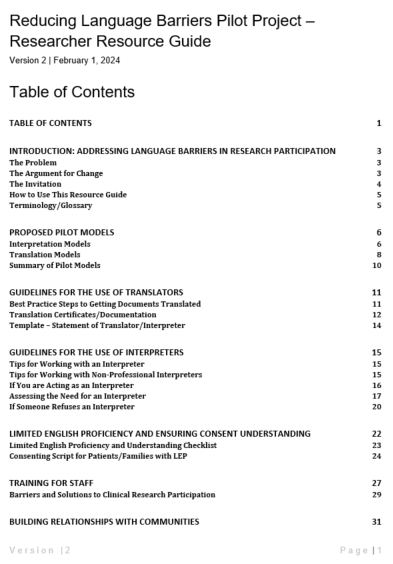 Reducing Language Barriers Pilot Project –
Researcher Resource Guide
Version 2 | February 1, 2024
Table of Contents
TABLE OF CONTENTS 1
INTRODUCTION: ADDRESSING LANGUAGE BARRIERS IN RESEARCH PARTICIPATION 3
The Problem 3
The Argument for Change 3
The Invitation 4
How to Use This Resource Guide 5
Terminology/Glossary 5
PROPOSED PILOT MODELS 6
Interpretation Models 6
Translation Models 8
Summary of Pilot Models 10
GUIDELINES FOR THE USE OF TRANSLATORS 11
Best Practice Steps to Getting Documents Translated 11
Translation Certificates/Documentation 12
Template – Statement of Translator/Interpreter 14
GUIDELINES FOR THE USE OF INTERPRETERS 15
Tips for Working with an Interpreter 15
Tips for Working with Non-Professional Interpreters 15
If You are Acting as an Interpreter 16
Assessing the Need for an Interpreter 17
If Someone Refuses an Interpreter 20
LIMITED ENGLISH PROFICIENCY AND ENSURING CONSENT UNDERSTANDING 22
Limited English Proficiency and Understanding Checklist 23
Consenting Script for Patients/Families with LEP 24
TRAINING FOR STAFF 27
Barriers and Solutions to Clinical Research Participation 29
BUILDING RELATIONSHIPS WITH COMMUNITIES 31
Version |2 Page | 1